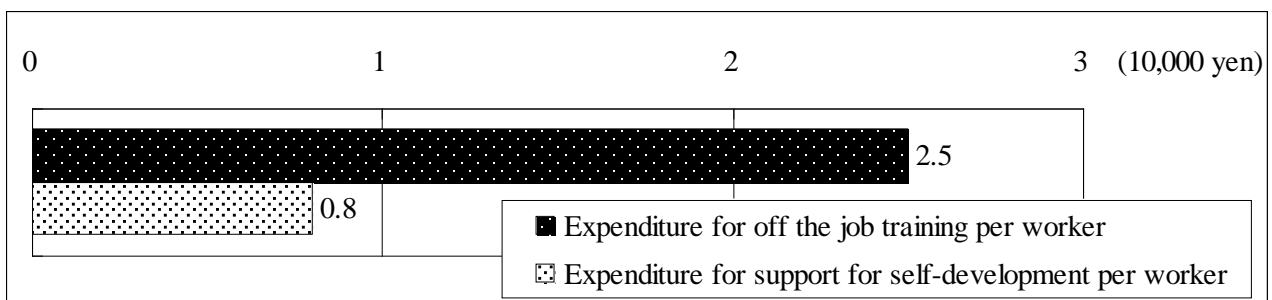 0 1 2 3 (10,000 yen)
2.5
0.8
Expenditure for off the job training per worker
Expenditure for support for self-development per worker